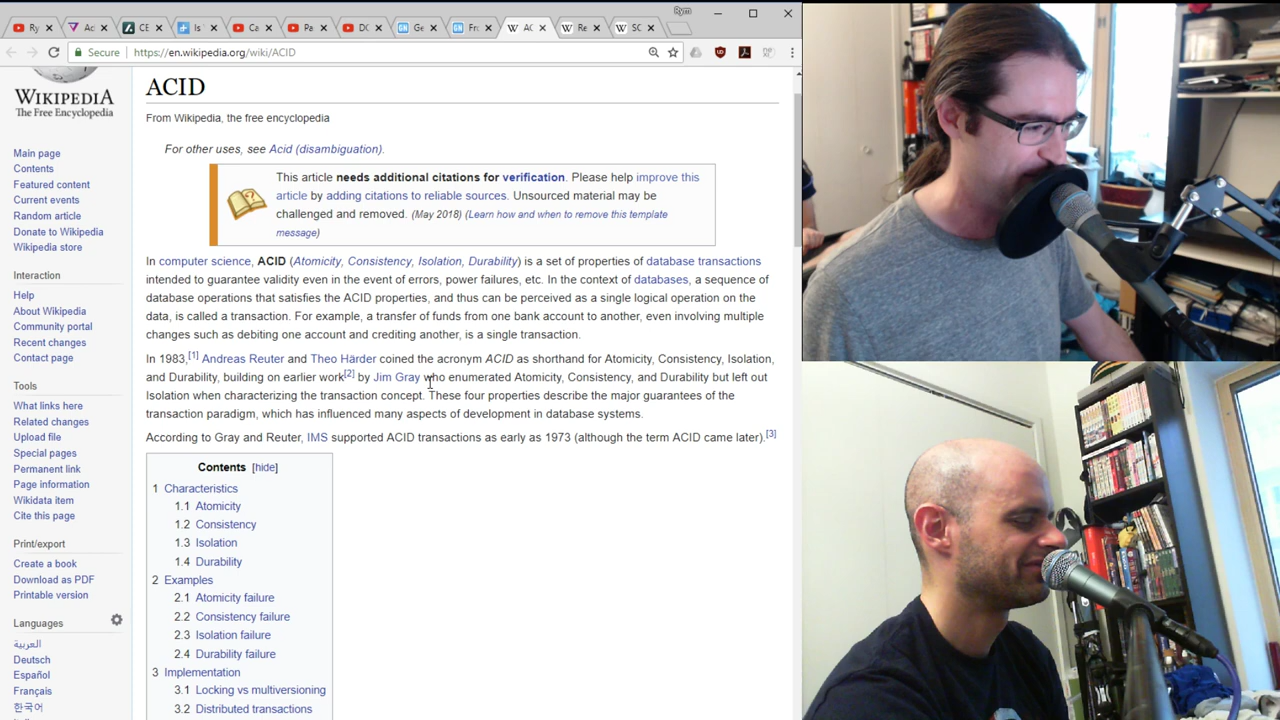 Ryan
Ry
Ad
CE
Is
Ca
Pa
DC
Ge
Fr
AC
Re
SC
Secure
https://en.wikipedia.org/wiki/ACID
WIKIPEDIA
The Free Encyclopedia
Main page
Contents
Featured content
Current events
Random article
Donate to Wikipedia
Wikipedia store
Interaction
Help
About Wikipedia
Community portal
Recent changes
Contact page
Tools
What links here
Related changes
Upload file
Special pages
Permanent link
Page information
Wikidata item
Cite this page
Print/export
Create a book
Download as PDF
Printable version
Languages
العربية
Deutsch
Español
Français
한국어
ACID
From Wikipedia, the free encyclopedia
For other uses, see Acid (disambiguation).
This article needs additional citations for verification. Please help improve this
article by adding citations to reliable sources. Unsourced material may be
challenged and removed. (May 2018) (Learn how and when to remove this template
message)
In computer science, ACID (Atomicity, Consistency, Isolation, Durability) is a set of properties of database transactions
intended to guarantee validity even in the event of errors, power failures, etc. In the context of databases, a sequence of
database operations that satisfies the ACID properties, and thus can be perceived as a single logical operation on the
data, is called a transaction. For example, a transfer of funds from one bank account to another, even involving multiple
changes such as debiting one account and crediting another, is a single transaction.
In 1983,[1] Andreas Reuter and Theo Härder coined the acronym ACID as shorthand for Atomicity, Consistency, Isolation,
and Durability, building on earlier work[2] by Jim Gray who enumerated Atomicity, Consistency, and Durability but left out
Isolation when characterizing the transaction concept. These four properties describe the major guarantees of the
transaction paradigm, which has influenced many aspects of development in database systems.
According to Gray and Reuter, IMS supported ACID transactions as early as 1973 (although the term ACID came later).[3]
Contents [hide]
1 Characteristics
1.1 Atomicity
1.2 Consistency
1.3 Isolation
1.4 Durability
2 Examples
2.1 Atomicity failure
2.2 Consistency failure
2.3 Isolation failure
2.4 Durability failure
3 Implementation
3.1 Locking vs multiversioning
3.2 Distributed transactions